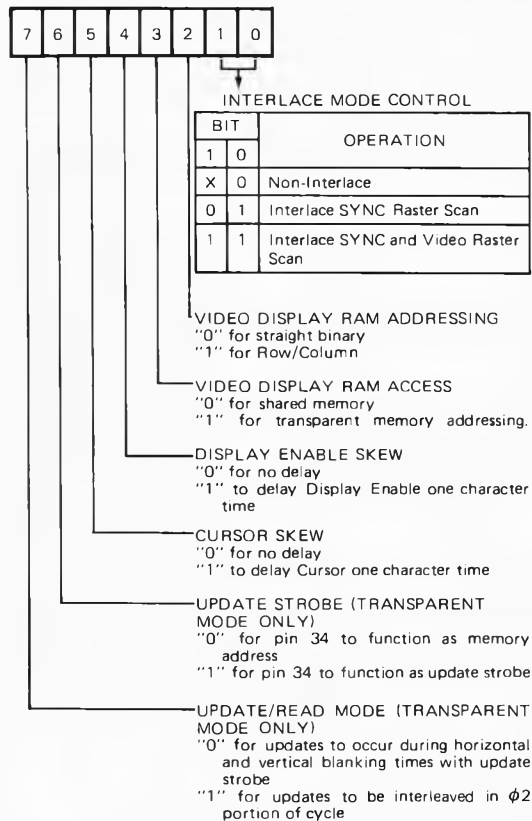 7 6 5 4 3 2 1 0
INTERLACE MODE CONTROL
BIT
OPERATION
1 0
X 0 Non-Interlace
0 1 Interlace SYNC Raster Scan
1 1 Interlace SYNC and Video Raster
Scan
VIDEO DISPLAY RAM ADDRESSING
"0" for straight binary
"1" for Row/Column
VIDEO DISPLAY RAM ACCESS
"0" for shared memory
"1" for transparent memory addressing.
DISPLAY ENABLE SKEW
"0" for no delay
"1" to delay Display Enable one character
time
CURSOR SKEW
"0" for no delay
"1" to delay Cursor one character time
UPDATE STROBE (TRANSPARENT
MODE ONLY)
"0" for pin 34 to function as memory
address
"1" for pin 34 to function as update strobe
UPDATE/READ MODE (TRANSPARENT
MODE ONLY)
"0" for updates to occur during horizontal
and vertical blanking times with update
strobe
"1" for updates to be interleaved in ϕ2
portion of cycle